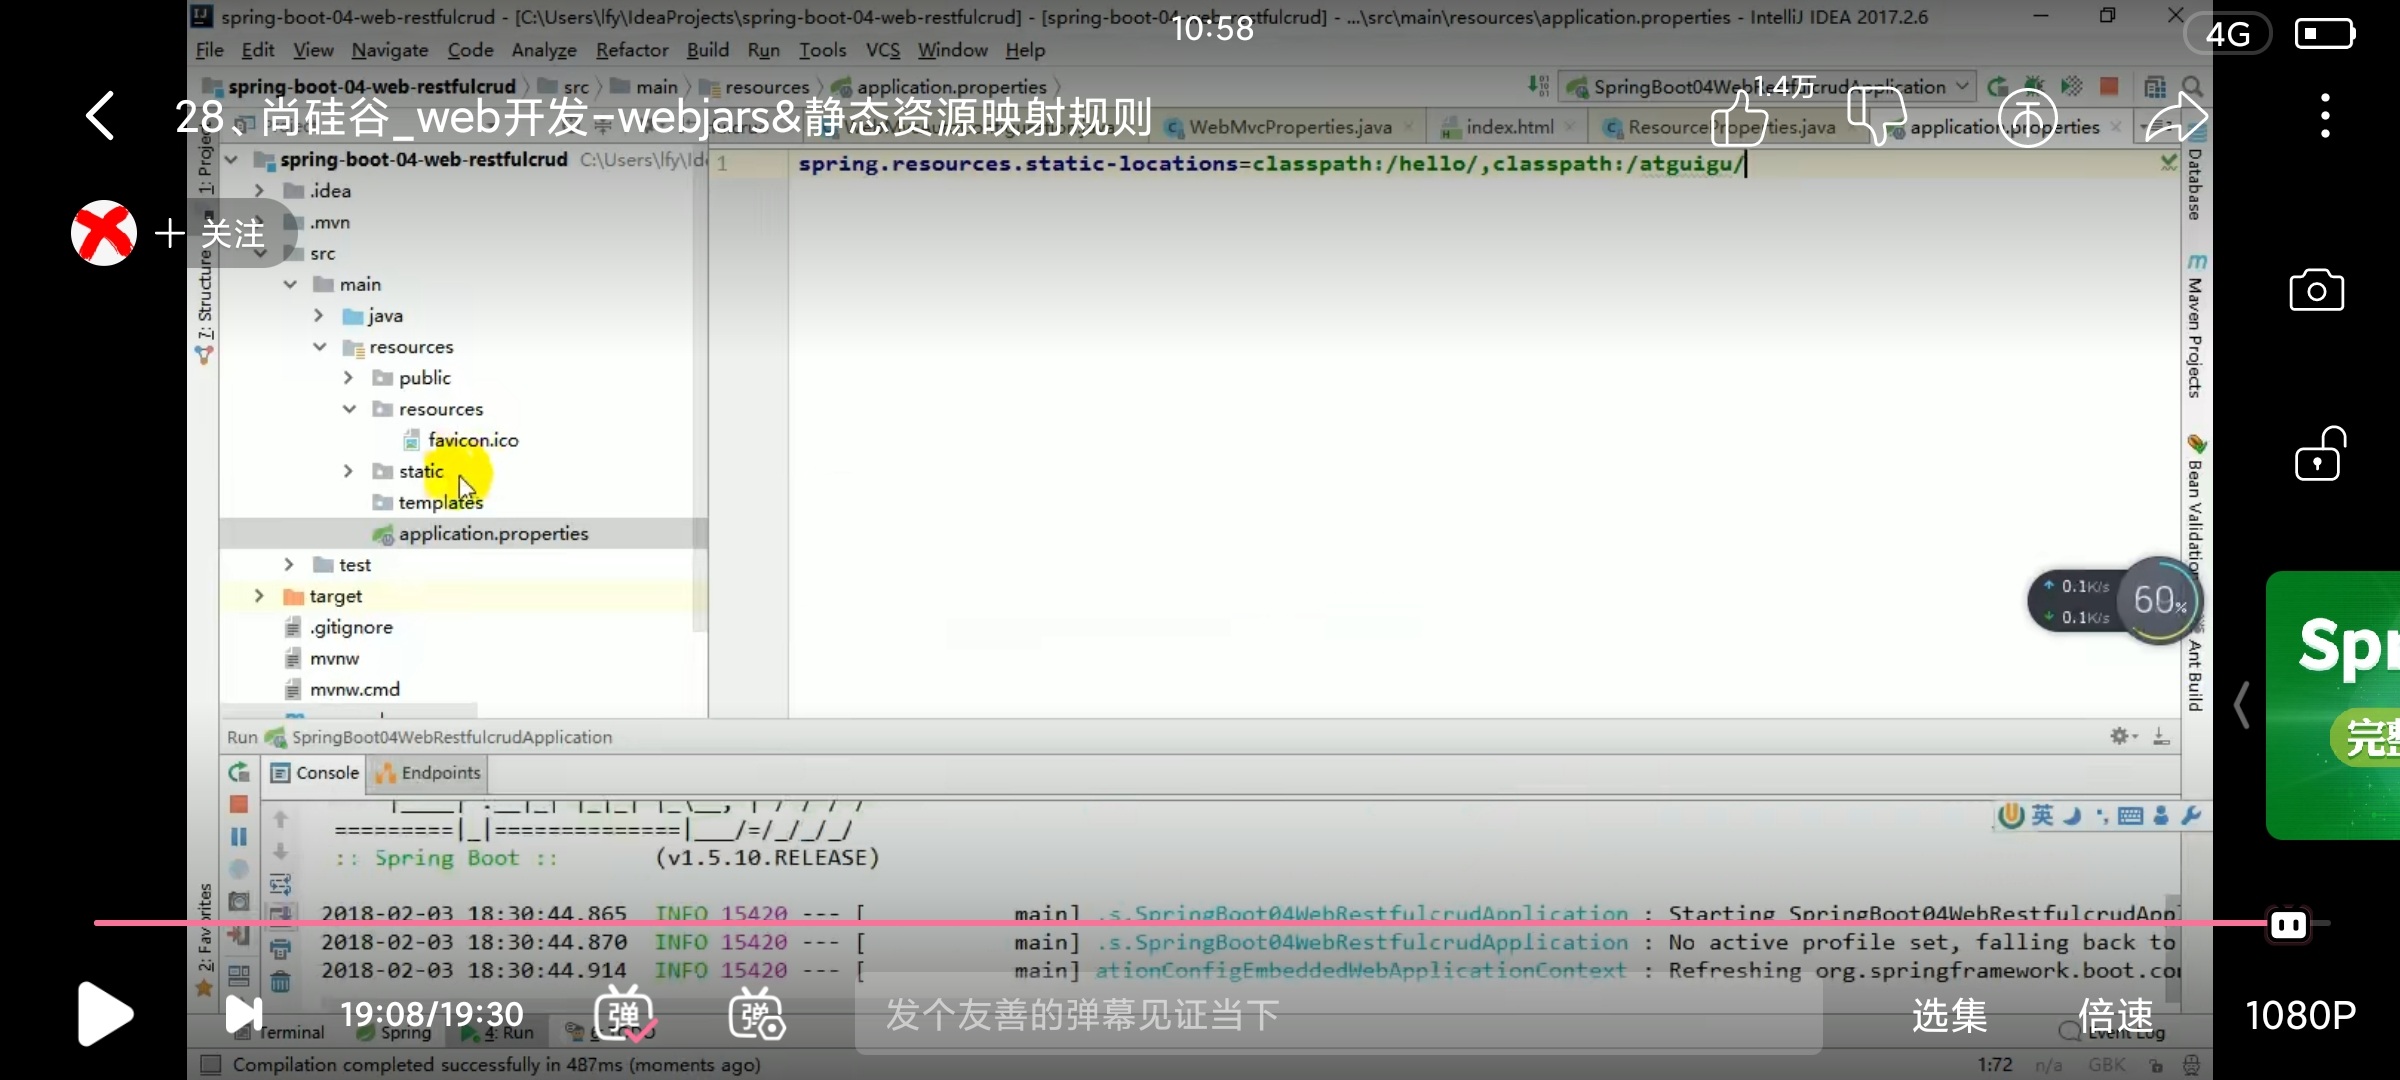 spring-boot-04-web-restfulcrud - [C:\Users\lfy\IdeaProjects\spring-boot-04-web-restfulcrud] - [spring-boot-04-web-restfulcrud] - ...\src\main\resources\application.properties - IntelliJ IDEA 2017.2.6
10:58
4G
File Edit View Navigate Code Analyze Refactor Build Run Tools VCS Window Help
spring-boot-04-web-restfulcrud src main resources application.properties
SpringBoot04WebRestfulcrudApplication
1.4万
28、尚硅谷_web开发-webjars&静态资源映射规则
WebMvcProperties.java index.html ResourceProperties.java application.properties
spring-boot-04-web-restfulcrud C:\Users\lfy\Id
1 spring.resources.static-locations=classpath:/hello/,classpath:/atguigu/
.idea
.mvn
+ 关注
src
main
java
resources
public
resources
favicon.ico
static
templates
application.properties
test
target
.gitignore
mvnw
mvnw.cmd
1: Project
7: Structure
2: Favorites
Database
Maven Projects
Bean Validation
Ant Build
0.1K/s
0.1K/s
60%
Spr
完整
Run SpringBoot04WebRestfulcrudApplication
Console Endpoints
英
=========|_|==============|___/=/_/_/_/
:: Spring Boot :: (v1.5.10.RELEASE)
2018-02-03 18:30:44.865 INFO 15420 --- [ main] .s.SpringBoot04WebRestfulcrudApplication : Starting SpringBoot04WebRestfulcrudApp
2018-02-03 18:30:44.870 INFO 15420 --- [ main] .s.SpringBoot04WebRestfulcrudApplication : No active profile set, falling back to
2018-02-03 18:30:44.914 INFO 15420 --- [ main] ationConfigEmbeddedWebApplicationContext : Refreshing org.springframework.boot.co
19:08/19:30
弹
弹
发个友善的弹幕见证当下
选集
倍速
1080P
Terminal Spring 4: Run 6: TODO Event Log
Compilation completed successfully in 487ms (moments ago)
1:72 n/a GBK